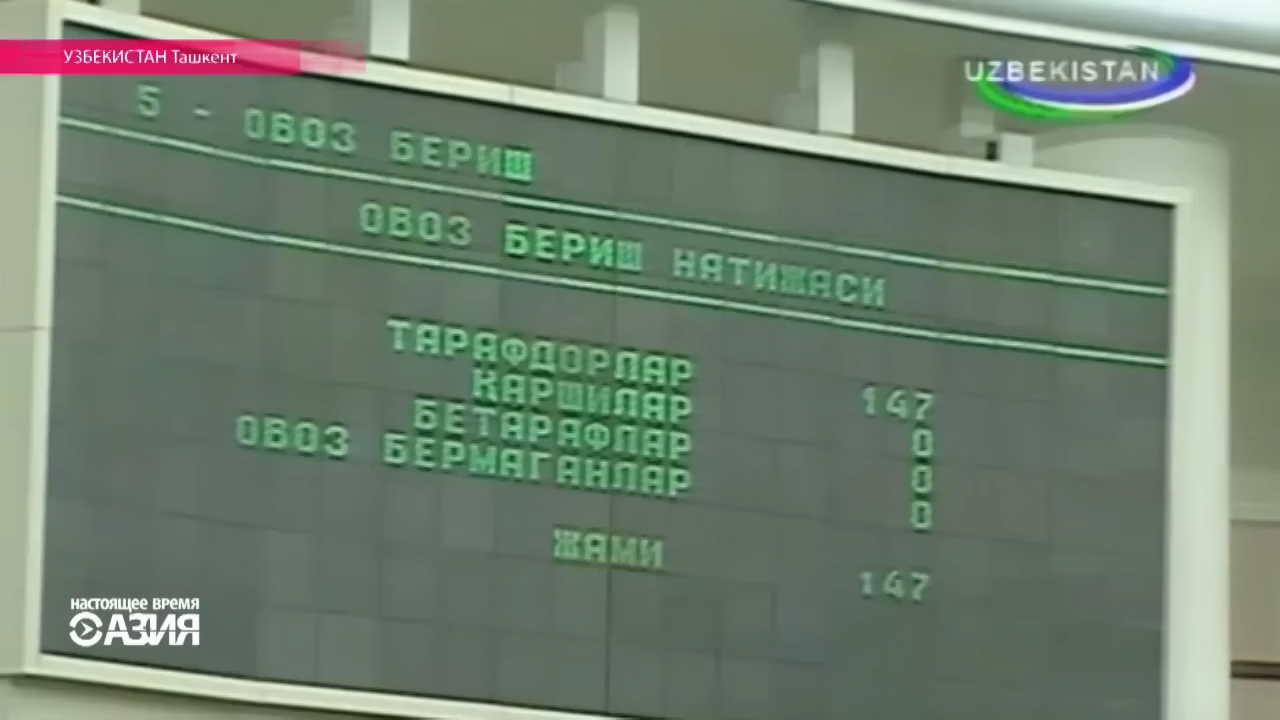 УЗБЕКИСТАН Ташкент
UZBEKISTAN
5 - ОВОЗ БЕРИШ
ОВОЗ БЕРИШ НАТИЖАСИ
ТАРАФДОРЛАР 147
КАРШИЛАР 0
БЕТАРАФЛАР 0
ОВОЗ БЕРМАГАНЛАР 0
ЖАМИ 147
НАСТОЯЩЕЕ ВРЕМЯ
АЗИЯ